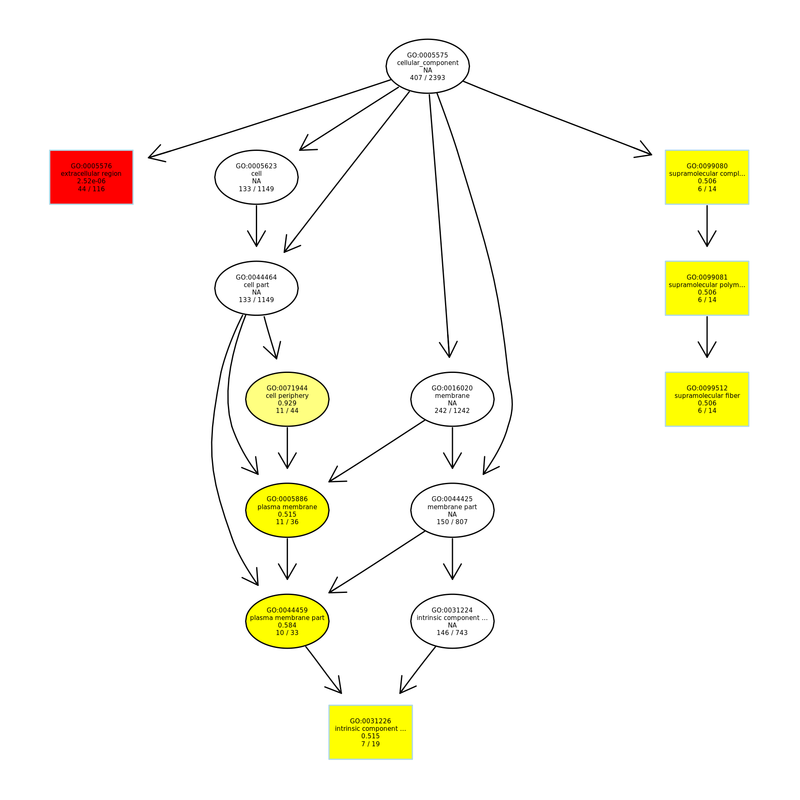 GO:0005575
cellular_component
NA
407 / 2393
GO:0005576
extracellular region
2.52e-06
44 / 116
GO:0005623
cell
NA
133 / 1149
GO:0099080
supramolecular compl...
0.506
6 / 14
GO:0044464
cell part
NA
133 / 1149
GO:0099081
supramolecular polym...
0.506
6 / 14
GO:0071944
cell periphery
0.929
11 / 44
GO:0016020
membrane
NA
242 / 1242
GO:0099512
supramolecular fiber
0.506
6 / 14
GO:0005886
plasma membrane
0.515
11 / 36
GO:0044425
membrane part
NA
150 / 807
GO:0044459
plasma membrane part
0.584
10 / 33
GO:0031224
intrinsic component ...
NA
146 / 743
GO:0031226
intrinsic component ...
0.515
7 / 19